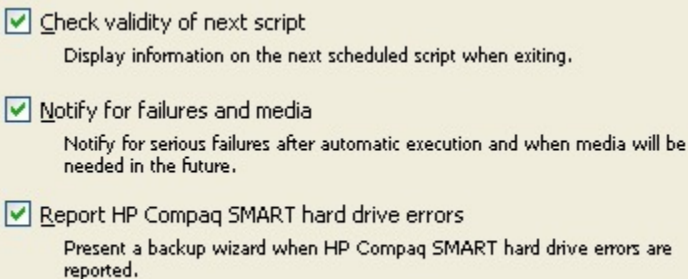 Check validity of next script
Display information on the next scheduled script when exiting.
Notify for failures and media
Notify for serious failures after automatic execution and when media will be
needed in the future.
Report HP Compaq SMART hard drive errors
Present a backup wizard when HP Compaq SMART hard drive errors are
reported.